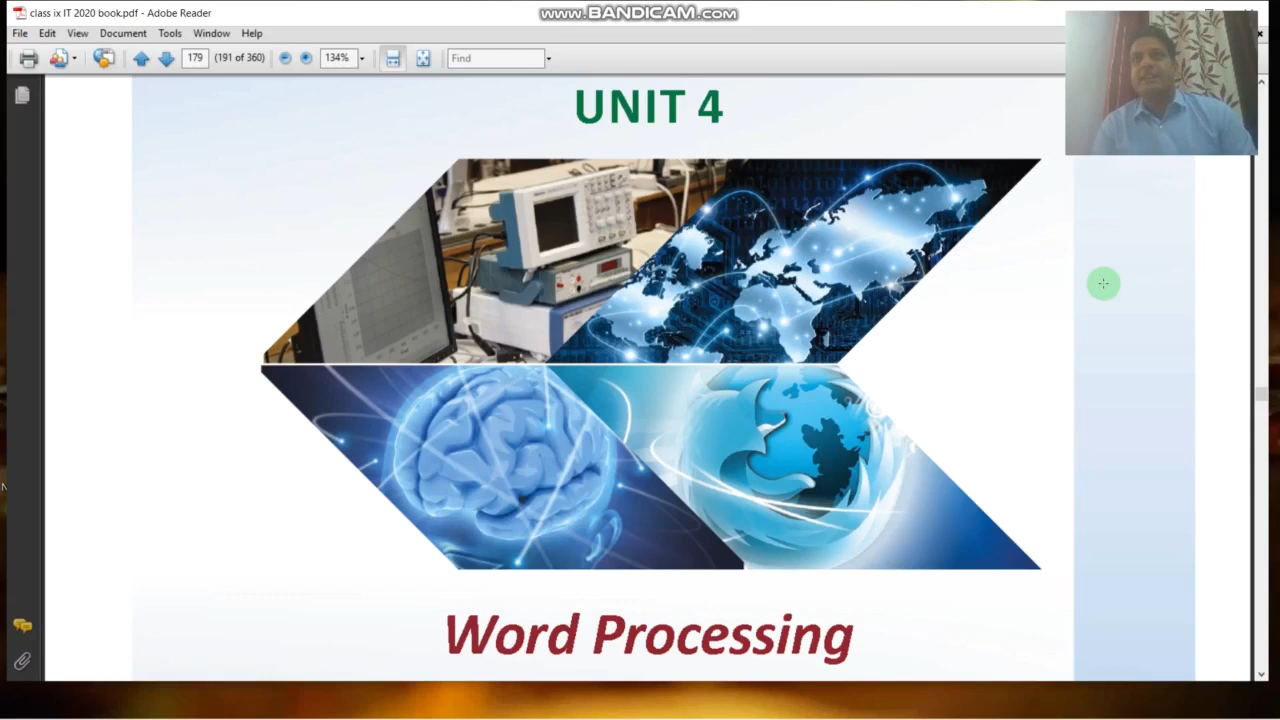 class ix IT 2020 book.pdf - Adobe Reader
www.BANDICAM.com
File Edit View Document Tools Window Help
179 (191 of 360) 134% Find
UNIT 4
Word Processing